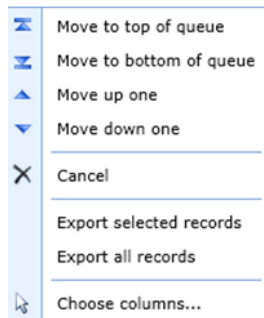 Move to top of queue
Move to bottom of queue
Move up one
Move down one
Cancel
Export selected records
Export all records
Choose columns...